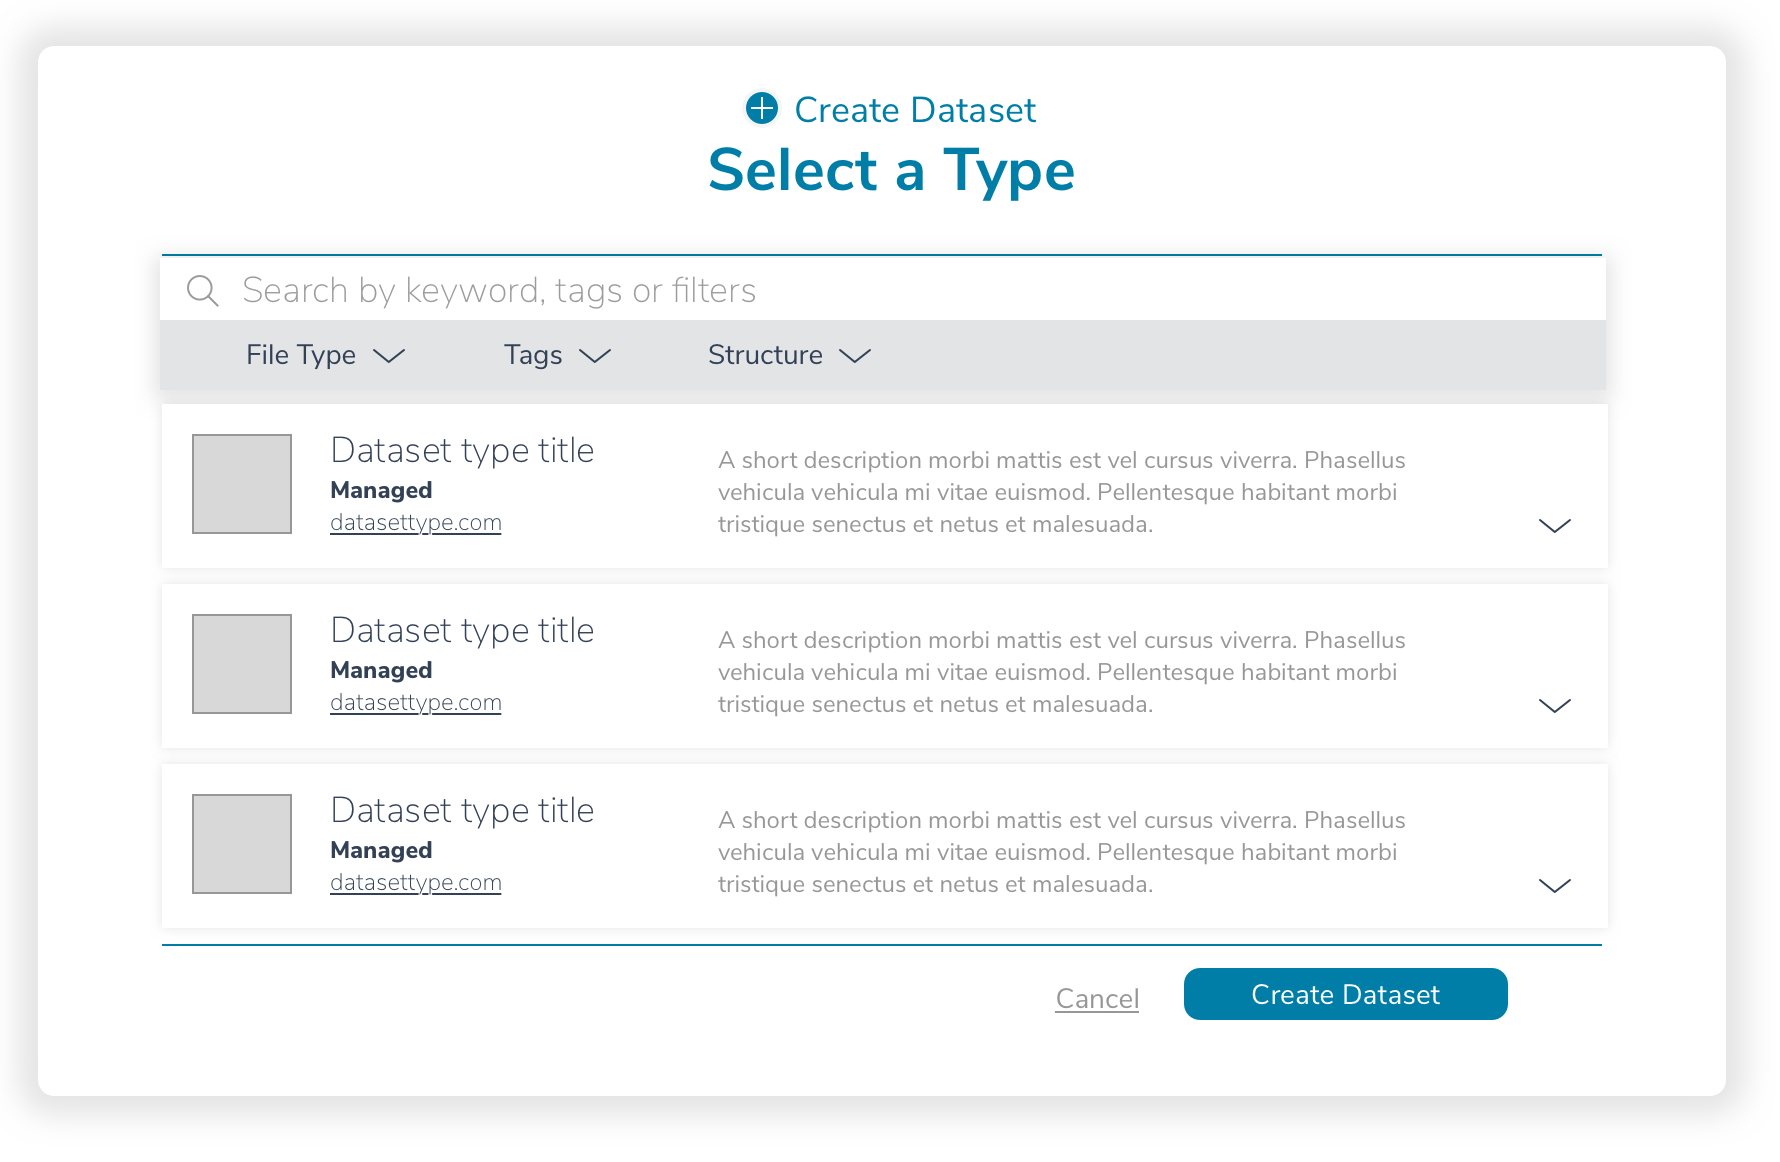 Create Dataset
Select a Type
Search by keyword, tags or filters
File Type Tags Structure
Dataset type title
Managed
datasettype.com
A short description morbi mattis est vel cursus viverra. Phasellus
vehicula vehicula mi vitae euismod. Pellentesque habitant morbi
tristique senectus et netus et malesuada.
Dataset type title
Managed
datasettype.com
A short description morbi mattis est vel cursus viverra. Phasellus
vehicula vehicula mi vitae euismod. Pellentesque habitant morbi
tristique senectus et netus et malesuada.
Dataset type title
Managed
datasettype.com
A short description morbi mattis est vel cursus viverra. Phasellus
vehicula vehicula mi vitae euismod. Pellentesque habitant morbi
tristique senectus et netus et malesuada.
Cancel Create Dataset